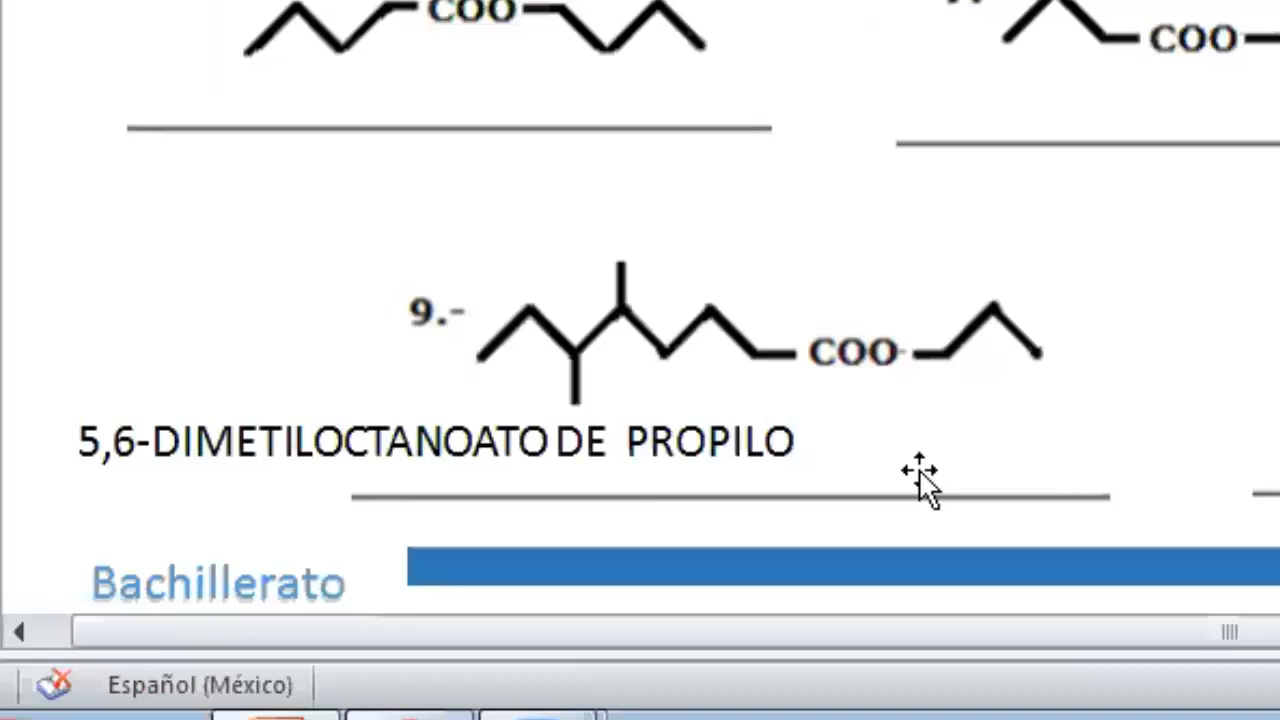 COO
COO
9.-
COO-
5,6-DIMETILOCTANOATO DE PROPILO
Bachillerato
Español (México)